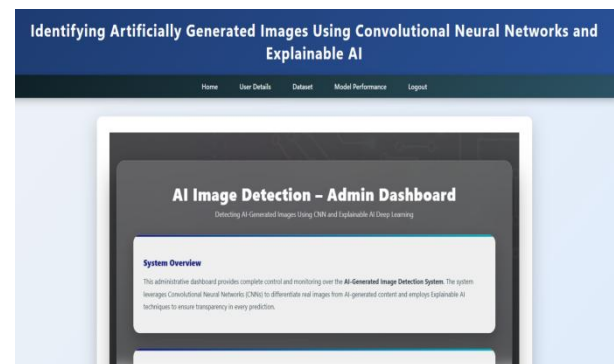 Identifying Artificially Generated Images Using Convolutional Neural Networks and
Explainable AI
Home User Details Dataset Model Performance Logout
AI Image Detection – Admin Dashboard
Detecting AI-Generated Images Using CNN and Explainable AI Deep Learning
System Overview
This administrative dashboard provides complete control and monitoring over the AI-Generated Image Detection System. The system
leverages Convolutional Neural Networks (CNNs) to differentiate real images from AI-generated content and employs Explainable AI
techniques to ensure transparency in every prediction.